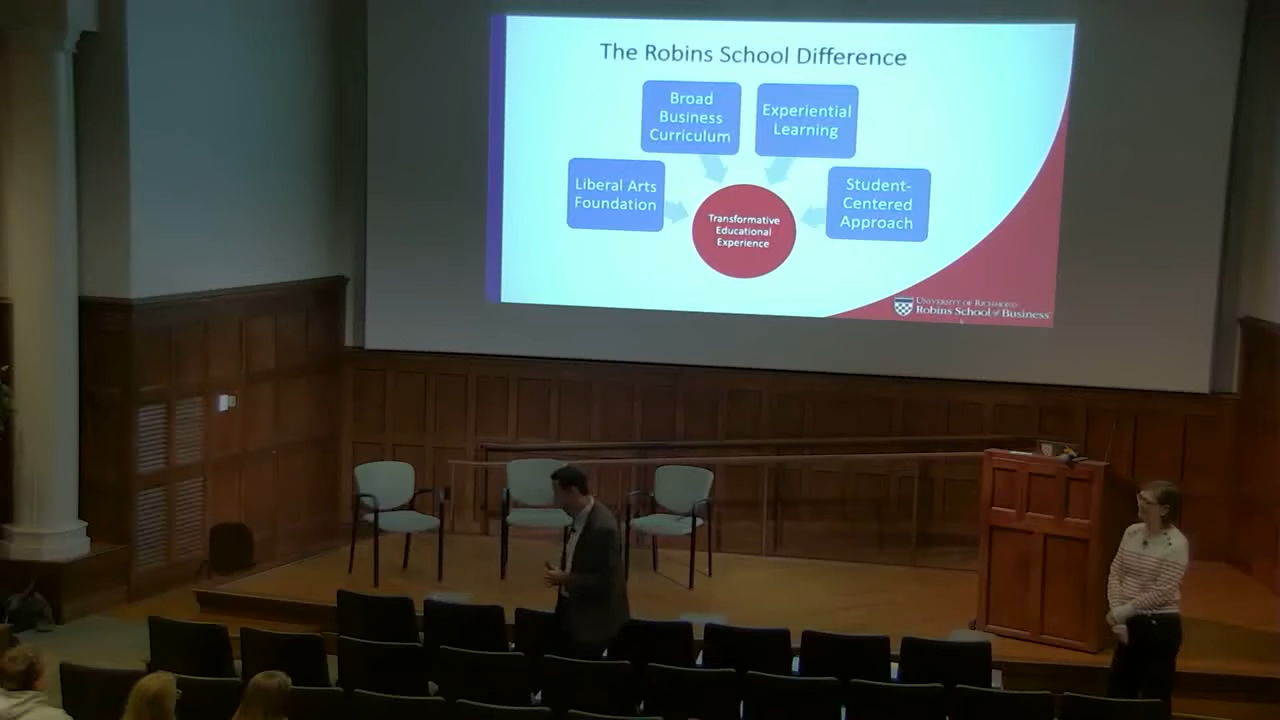 The Robins School Difference
Broad
Business
Curriculum
Experiential
Learning
Liberal Arts
Foundation
Student-
Centered
Approach
Transformative
Educational
Experience
UNIVERSITY OF RICHMOND
Robins School of Business